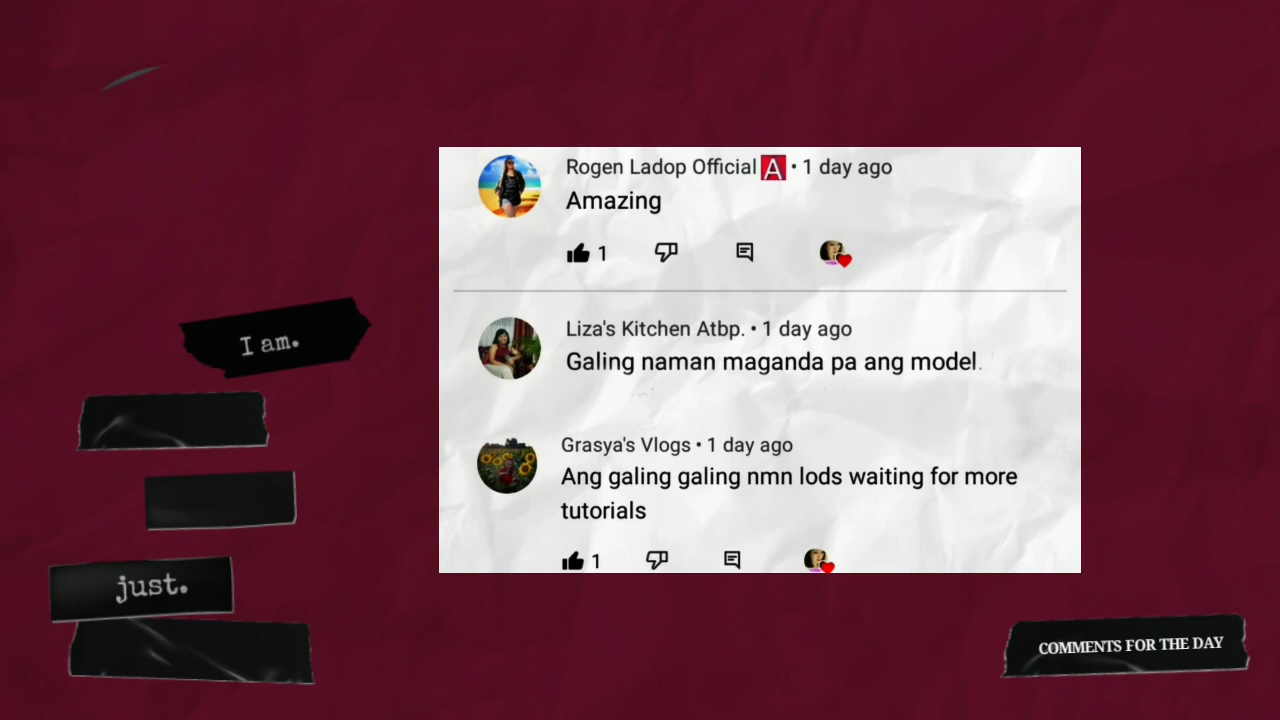 Rogen Ladop Official A • 1 day ago
Amazing
1
Liza's Kitchen Atbp. • 1 day ago
Galing naman maganda pa ang model.
Grasya's Vlogs • 1 day ago
Ang galing galing nmn lods waiting for more
tutorials
1
I am.
just.
COMMENTS FOR THE DAY